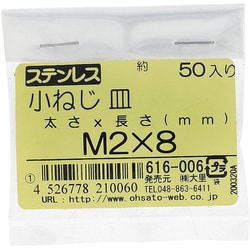 ステンレス 約 50入り
小ねじ 皿
太さx長さ(mm)
M2×8
616-006
① 4 526778 210060
発売元 ㈱大里
TEL048-863-6411
URL:http://www.ohsato-web.co.jp
200320A